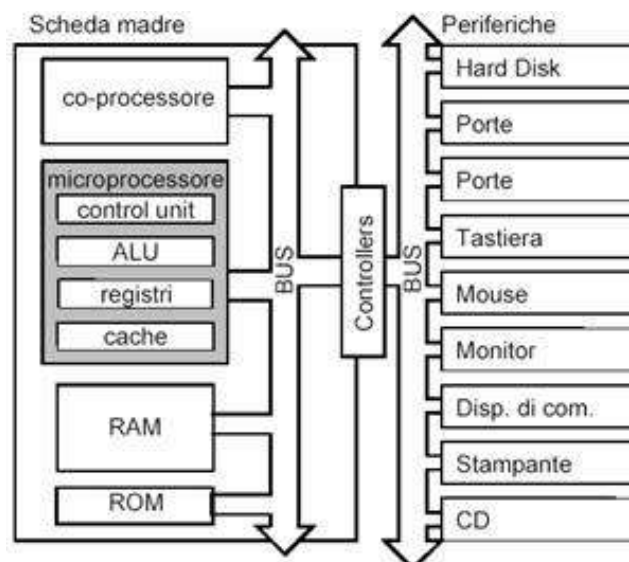 Scheda madre
co-processore
microprocessore
control unit
ALU
registri
cache
RAM
ROM
BUS
Controllers
BUS
Periferiche
Hard Disk
Porte
Porte
Tastiera
Mouse
Monitor
Disp. di com.
Stampante
CD